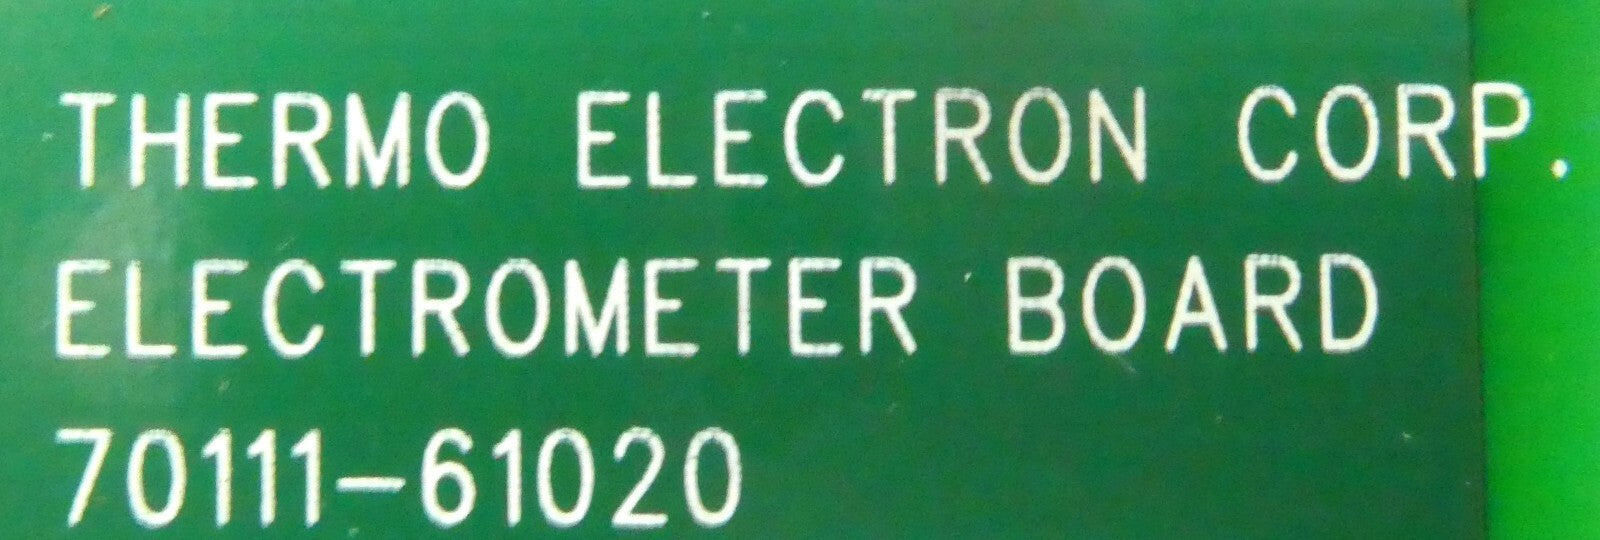 THERMO ELECTRON CORP.
ELECTROMETER BOARD
70111-61020